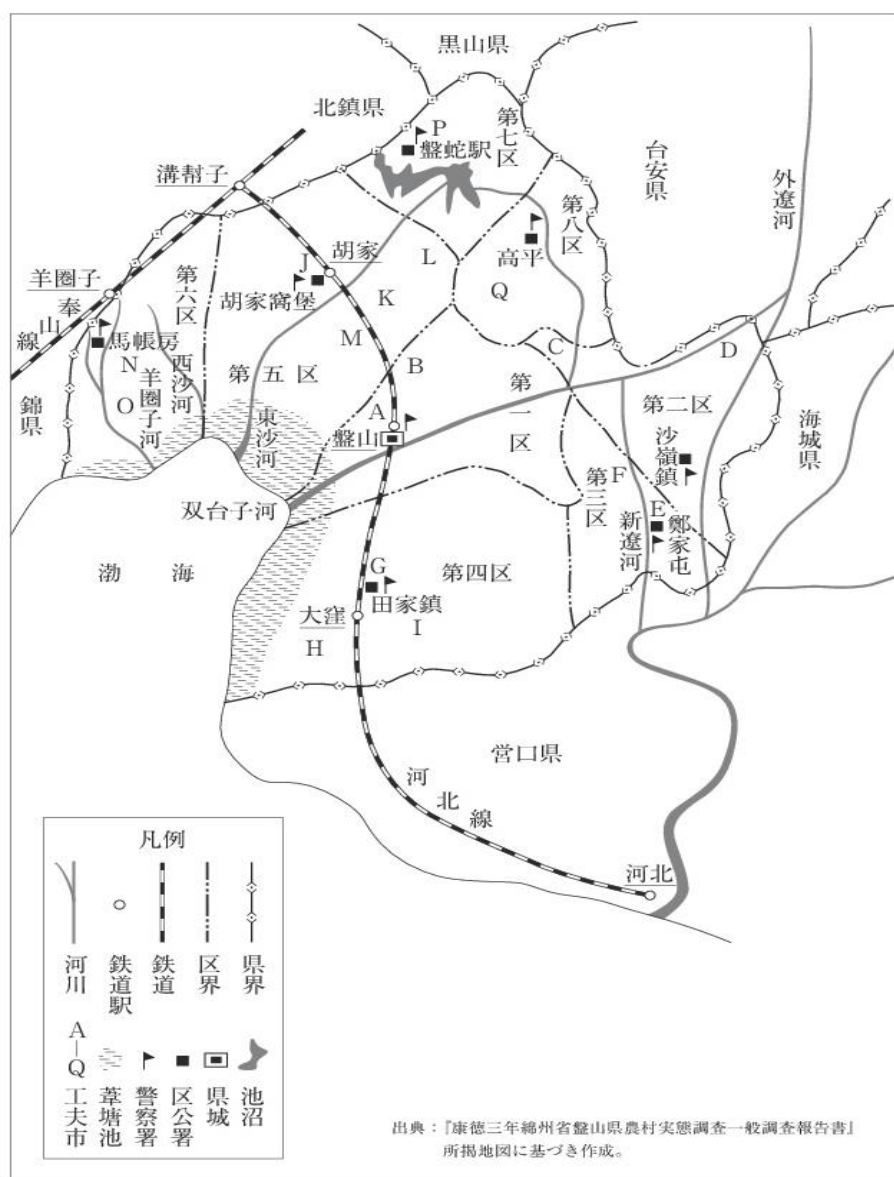 黒山県
北鎮県
P
盤蛇駅
第七区
台安県
外遼河
溝幇子
第八区
高平
J
胡家
L
Q
胡家窩堡
K
羊圏子
第六区
奉山線
馬帳房
N
O
羊圏子河
西沙河
M
第五区
B
C
D
第一区
A
盤山
東沙河
錦県
第二区
沙嶺鎮
海城県
第三区
F
E
鄭家屯
新遼河
双台子河
渤海
G
第四区
田家鎮
大窪
H
I
営口県
河北線
河北
凡例
河川
鉄道駅
鉄道
区界
県界
A–Q
工夫市
葦塘池
警察署
区公署
県城
池沼
出典：『康徳三年綿州省盤山県農村実態調査一般調査報告書』
所掲地図に基づき作成。